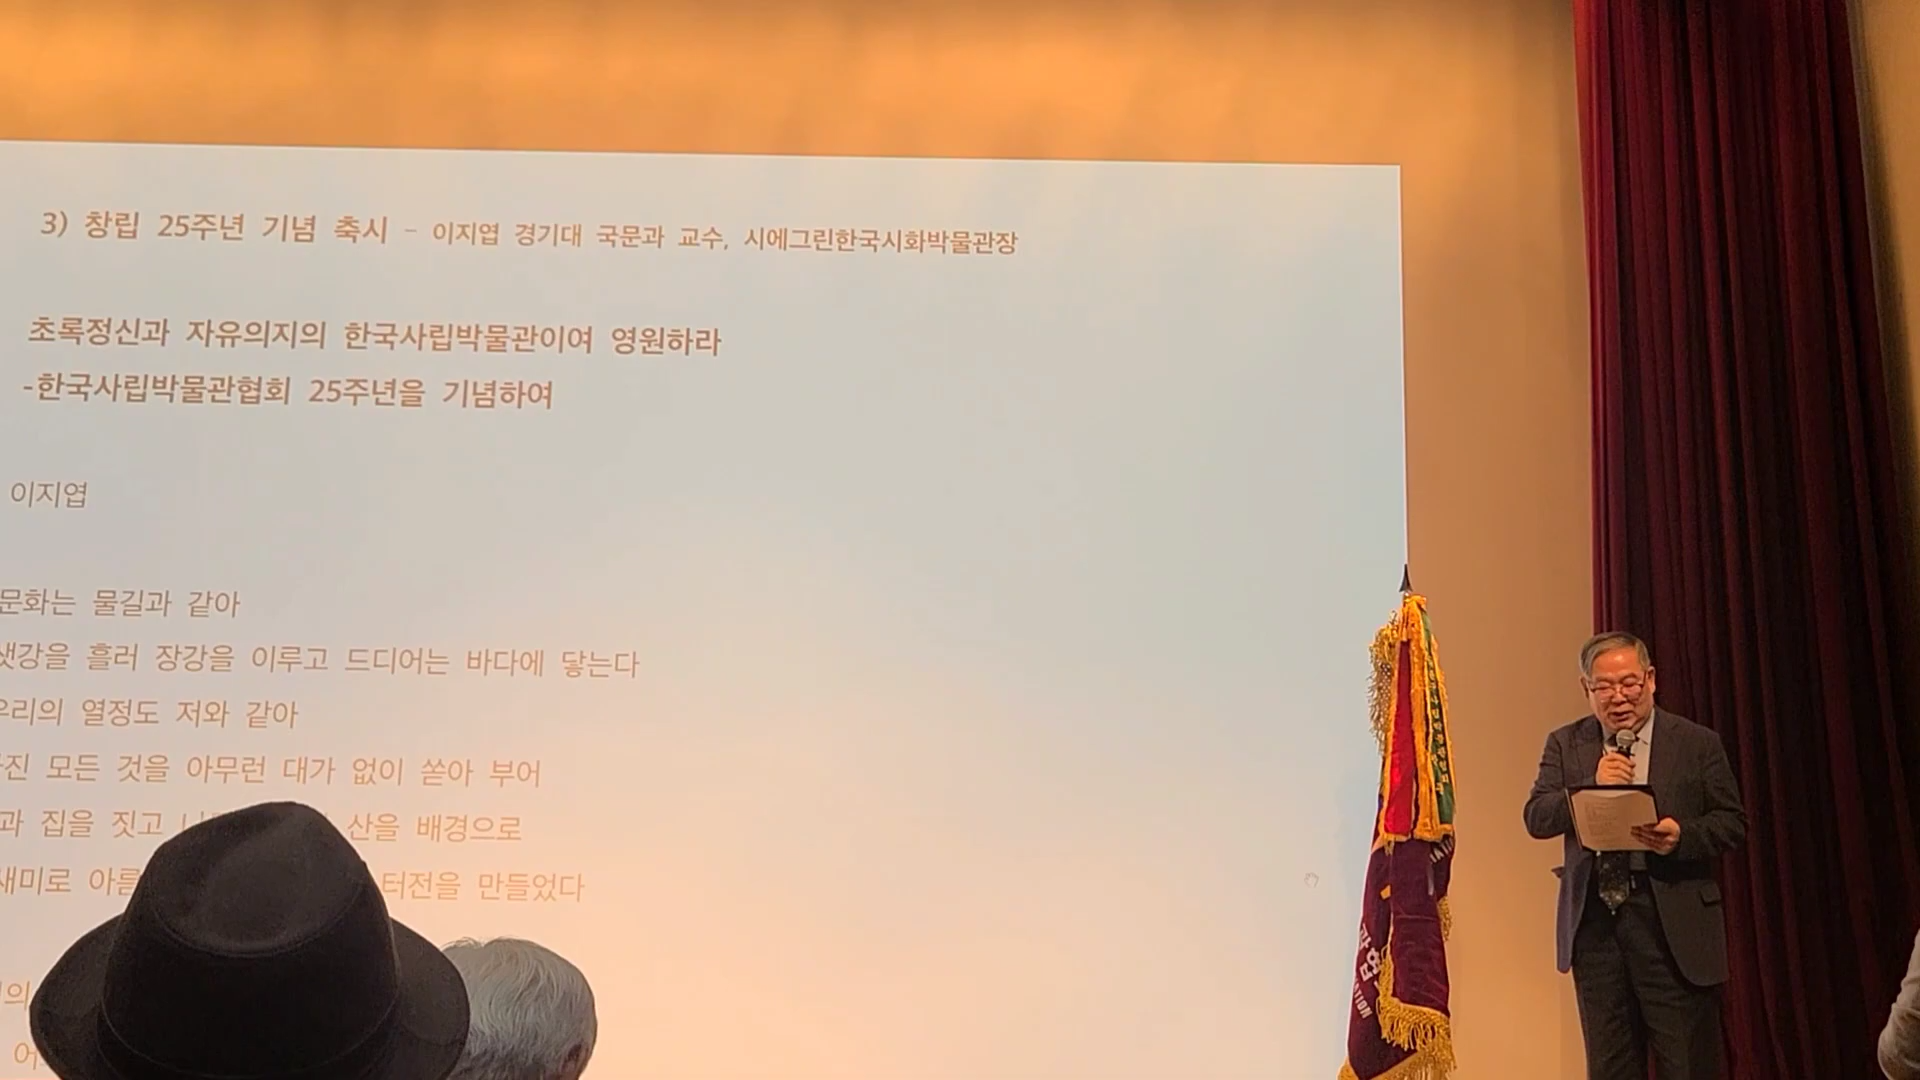 3) 창립 25주년 기념 축시 - 이지엽 경기대 국문과 교수, 시에그린한국시화박물관장
초록정신과 자유의지의 한국사립박물관이여 영원하라
-한국사립박물관협회 25주년을 기념하여
이지엽
문화는 물길과 같아
샛강을 흘러 장강을 이루고 드디어는 바다에 닿는다
우리의 열정도 저와 같아
모든 것을 아무런 대가 없이 쏟아 부어
집을 짓고 산을 배경으로
터전을 만들었다